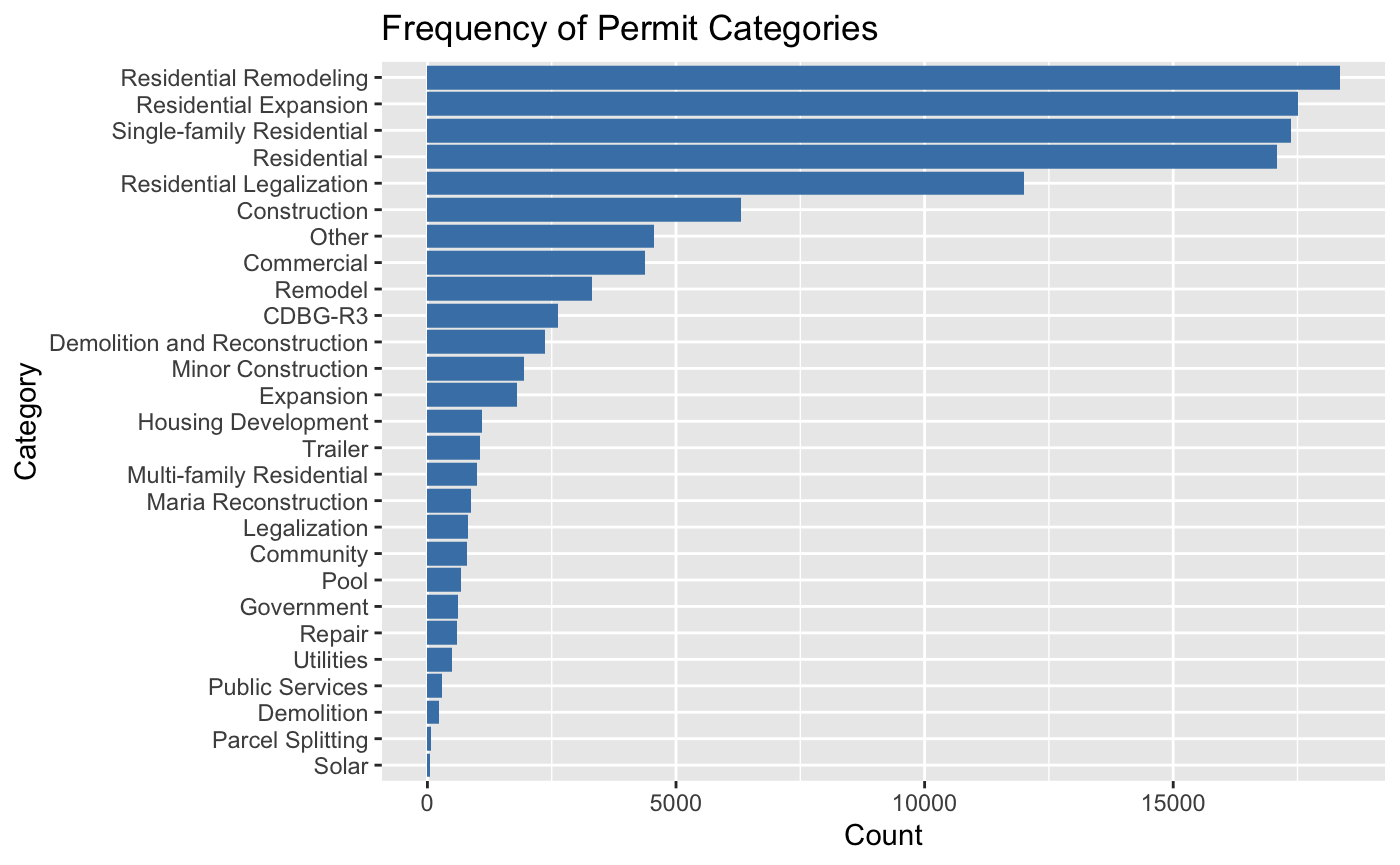 Frequency of Permit Categories
Residential Remodeling
Residential Expansion
Single-family Residential
Residential
Residential Legalization
Construction
Other
Commercial
Remodel
CDBG-R3
Demolition and Reconstruction
Minor Construction
Expansion
Housing Development
Trailer
Multi-family Residential
Maria Reconstruction
Legalization
Community
Pool
Government
Repair
Utilities
Public Services
Demolition
Parcel Splitting
Solar
Category
0 5000 10000 15000
Count